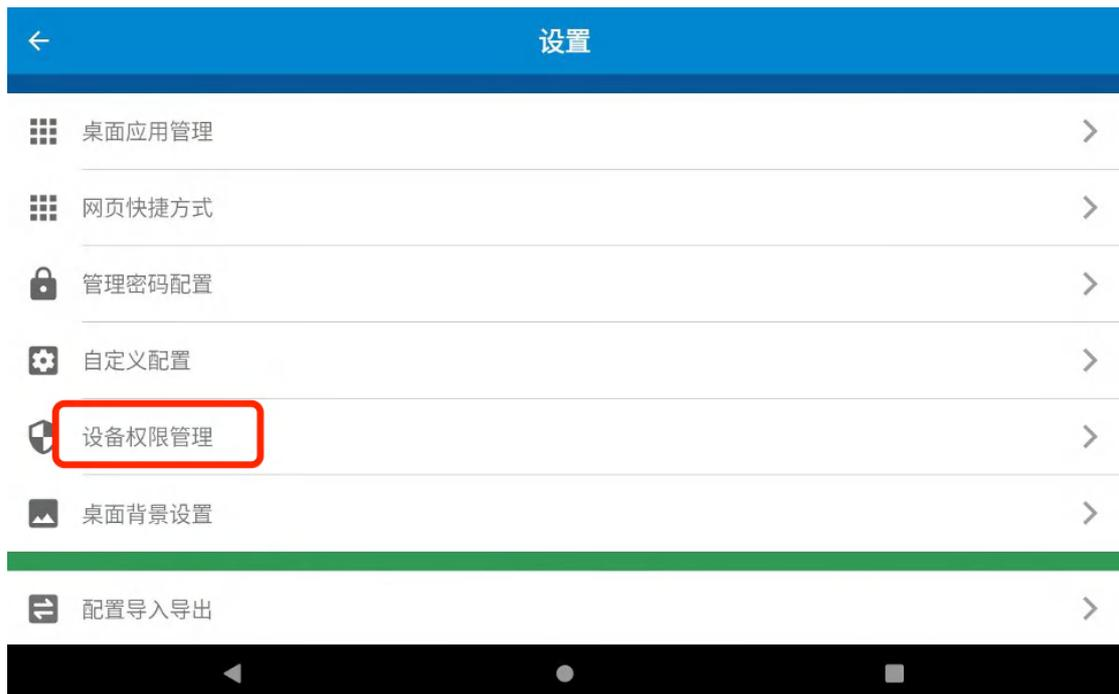 设置
桌面应用管理
网页快捷方式
管理密码配置
自定义配置
设备权限管理
桌面背景设置
配置导入导出